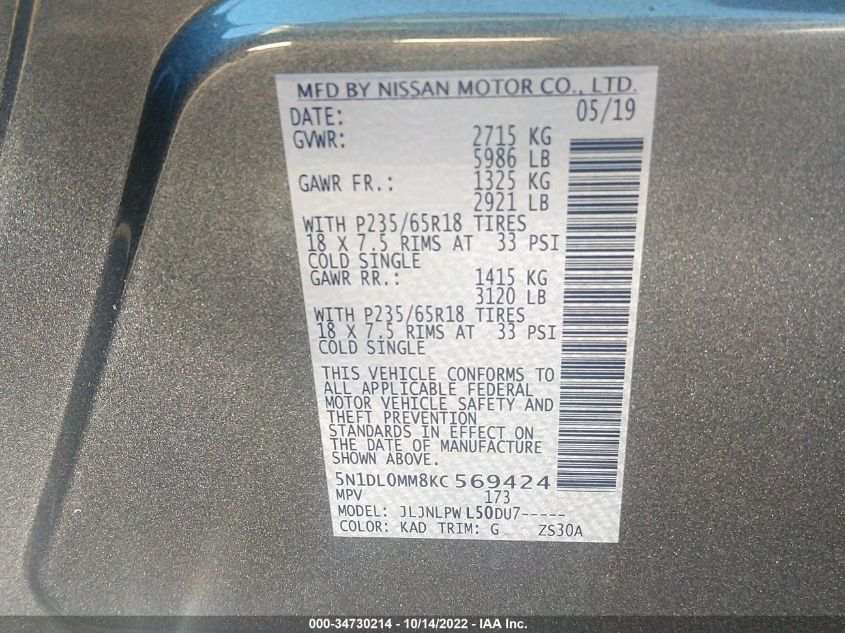 MFD BY NISSAN MOTOR CO., LTD.
DATE: 05/19
GVWR: 2715 KG
5986 LB
GAWR FR.: 1325 KG
2921 LB
WITH P235/65R18 TIRES
18 X 7.5 RIMS AT 33 PSI
COLD SINGLE
GAWR RR.: 1415 KG
3120 LB
WITH P235/65R18 TIRES
18 X 7.5 RIMS AT 33 PSI
COLD SINGLE
THIS VEHICLE CONFORMS TO
ALL APPLICABLE FEDERAL
MOTOR VEHICLE SAFETY AND
THEFT PREVENTION
STANDARDS IN EFFECT ON
THE DATE OF MANUFACTURE
SHOWN ABOVE.
5N1DL0MM8KC569424
MPV 173
MODEL: JLJNLPWL50DU7-----
COLOR: KAD TRIM: G ZS30A
000-34730214 - 10/14/2022 - IAA Inc.